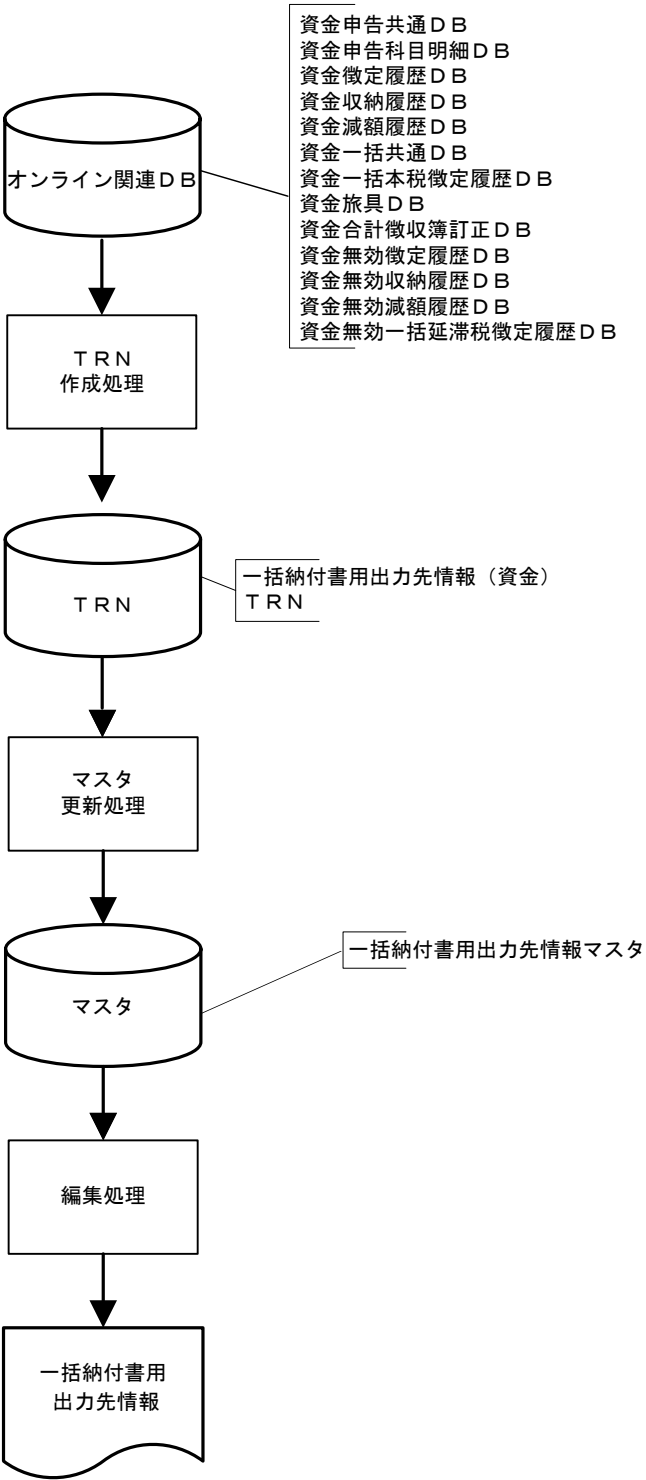 資金申告共通ＤＢ
資金申告科目明細ＤＢ
資金徴定履歴ＤＢ
資金収納履歴ＤＢ
資金減額履歴ＤＢ
資金一括共通ＤＢ
資金一括本税徴定履歴ＤＢ
資金旅具ＤＢ
資金合計徴収簿訂正ＤＢ
資金無効徴定履歴ＤＢ
資金無効収納履歴ＤＢ
資金無効減額履歴ＤＢ
資金無効一括延滞税徴定履歴ＤＢ
オンライン関連ＤＢ
ＴＲＮ
作成処理
ＴＲＮ
一括納付書用出力先情報（資金）
ＴＲＮ
マスタ
更新処理
マスタ
一括納付書用出力先情報マスタ
編集処理
一括納付書用
出力先情報